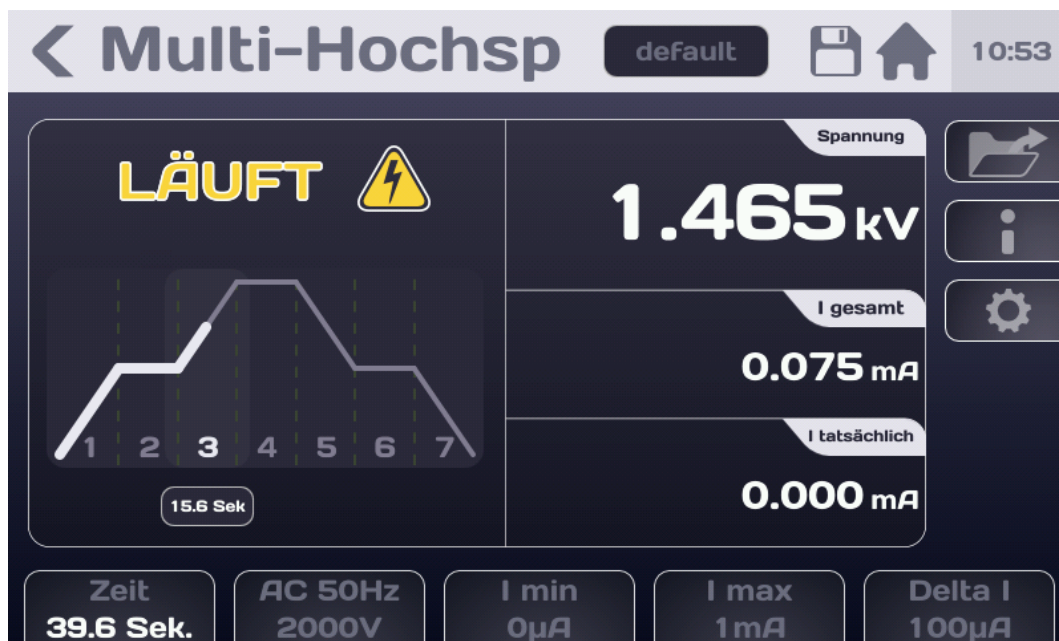 Multi-Hochsp
default
10:53
LÄUFT
Spannung
1.465 kV
I gesamt
0.075 mA
I tatsächlich
0.000 mA
1 2 3 4 5 6 7
15.6 Sek
Zeit
39.6 Sek.
AC 50Hz
2000V
I min
0µA
I max
1mA
Delta I
100µA